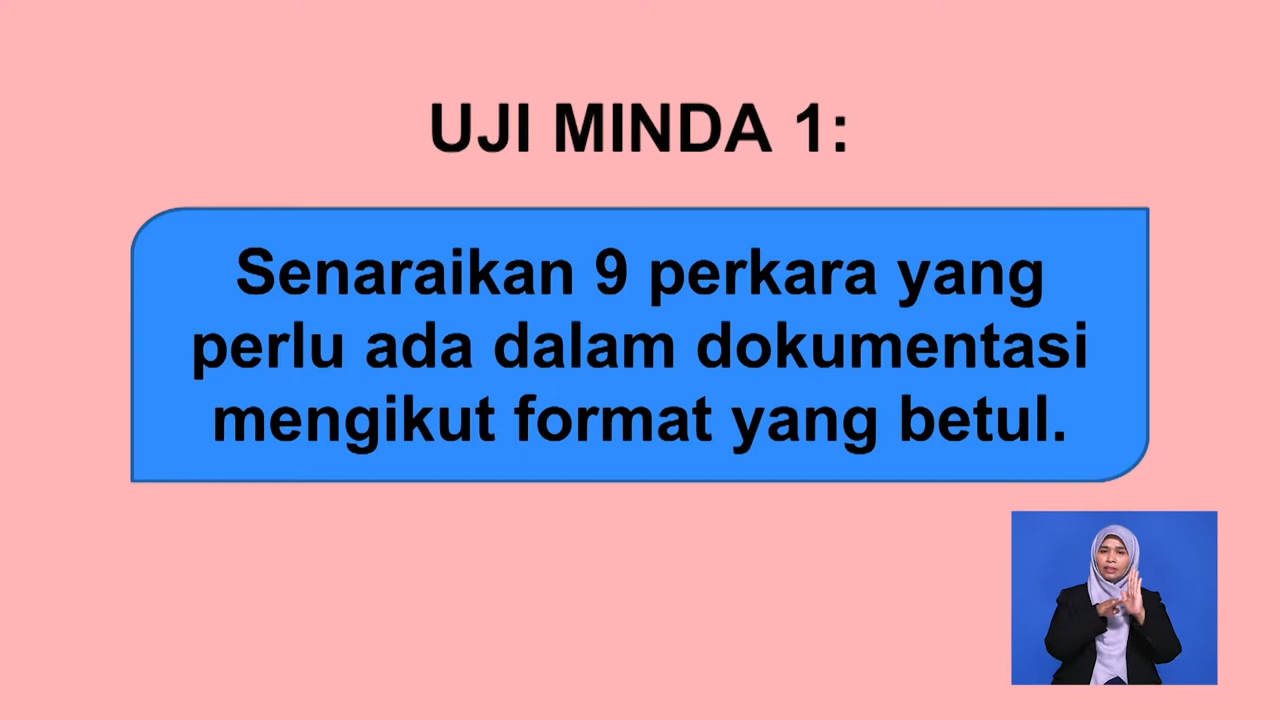 UJI MINDA 1:
Senaraikan 9 perkara yang
perlu ada dalam dokumentasi
mengikut format yang betul.